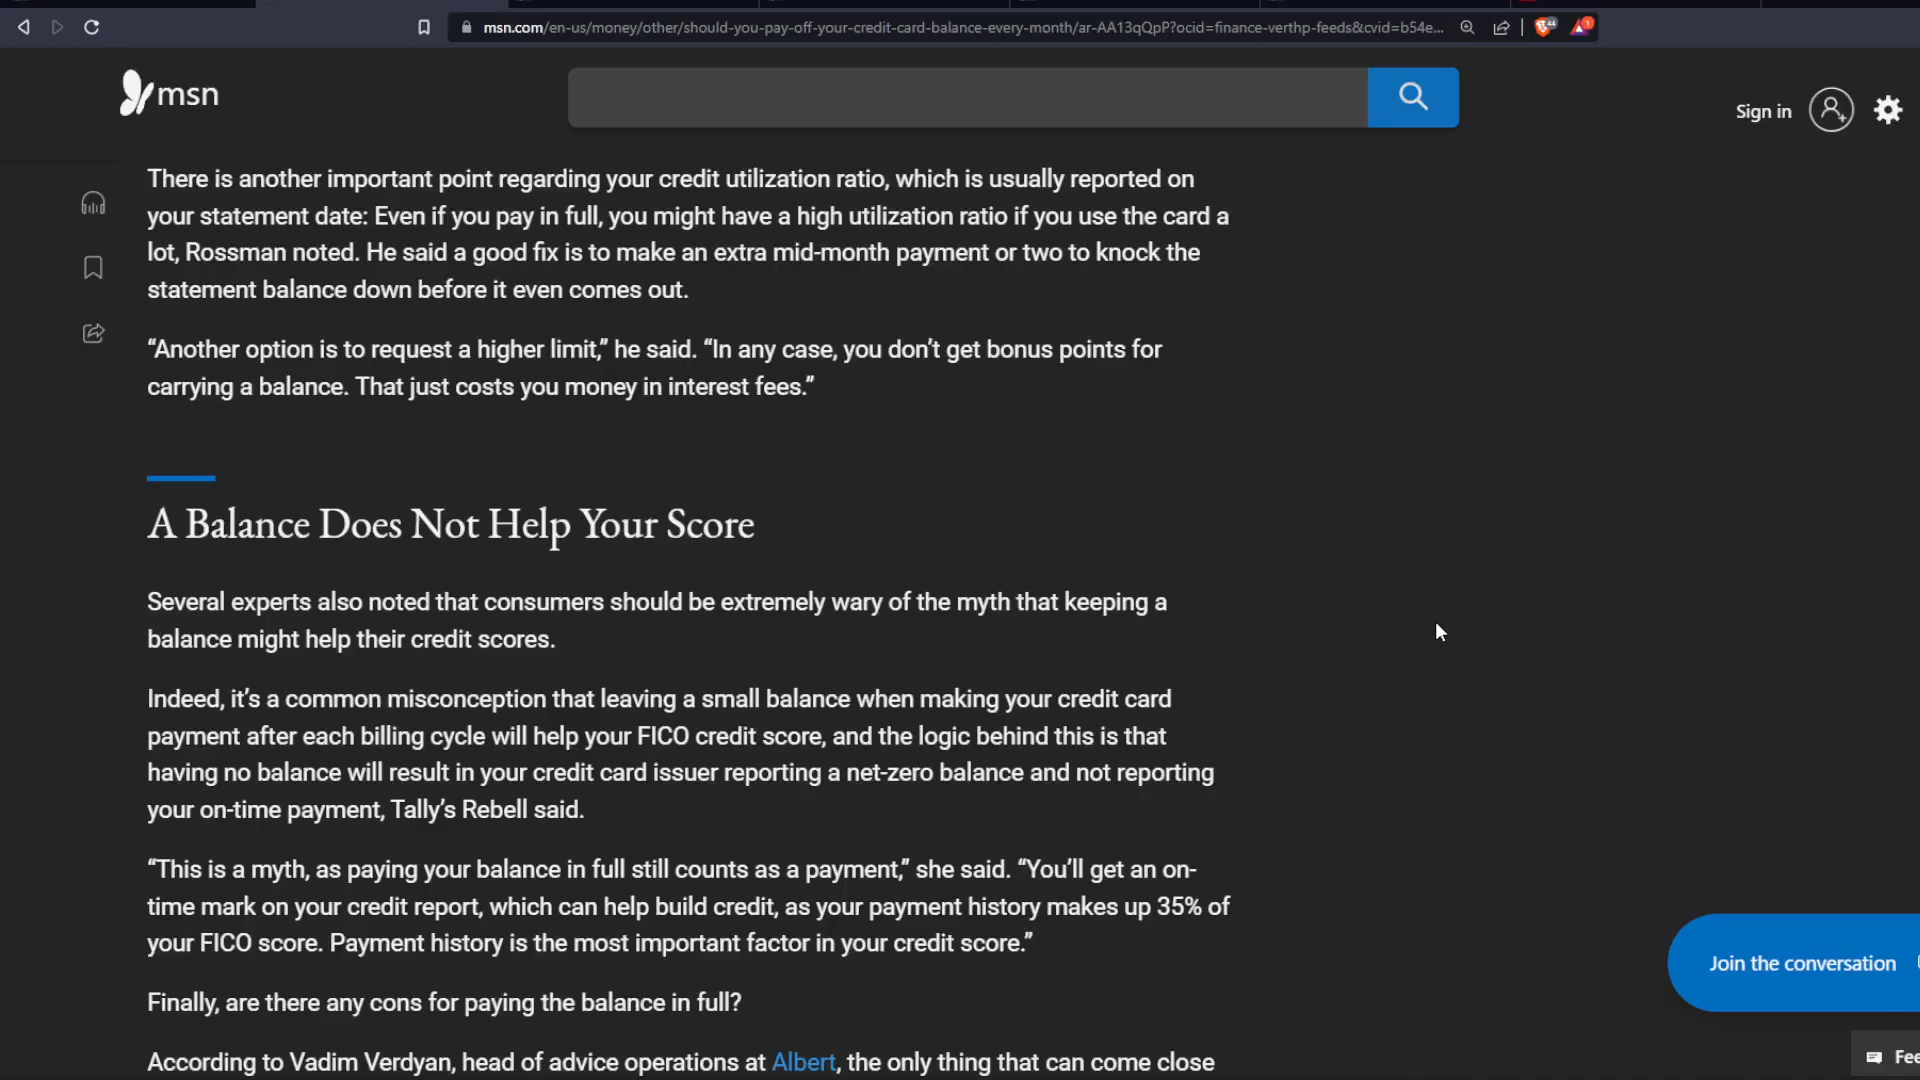 msn.com/en-us/money/other/should-you-pay-off-your-credit-card-balance-every-month/ar-AA13qQpP?ocid=finance-verthp-feeds&cvid=b54e...
44
1
msn
Sign in
There is another important point regarding your credit utilization ratio, which is usually reported on
your statement date: Even if you pay in full, you might have a high utilization ratio if you use the card a
lot, Rossman noted. He said a good fix is to make an extra mid-month payment or two to knock the
statement balance down before it even comes out.
“Another option is to request a higher limit,” he said. “In any case, you don’t get bonus points for
carrying a balance. That just costs you money in interest fees.”
A Balance Does Not Help Your Score
Several experts also noted that consumers should be extremely wary of the myth that keeping a
balance might help their credit scores.
Indeed, it’s a common misconception that leaving a small balance when making your credit card
payment after each billing cycle will help your FICO credit score, and the logic behind this is that
having no balance will result in your credit card issuer reporting a net-zero balance and not reporting
your on-time payment, Tally’s Rebell said.
“This is a myth, as paying your balance in full still counts as a payment,” she said. “You’ll get an on-
time mark on your credit report, which can help build credit, as your payment history makes up 35% of
your FICO score. Payment history is the most important factor in your credit score.”
Finally, are there any cons for paying the balance in full?
According to Vadim Verdyan, head of advice operations at Albert, the only thing that can come close
Join the conversation
Fee